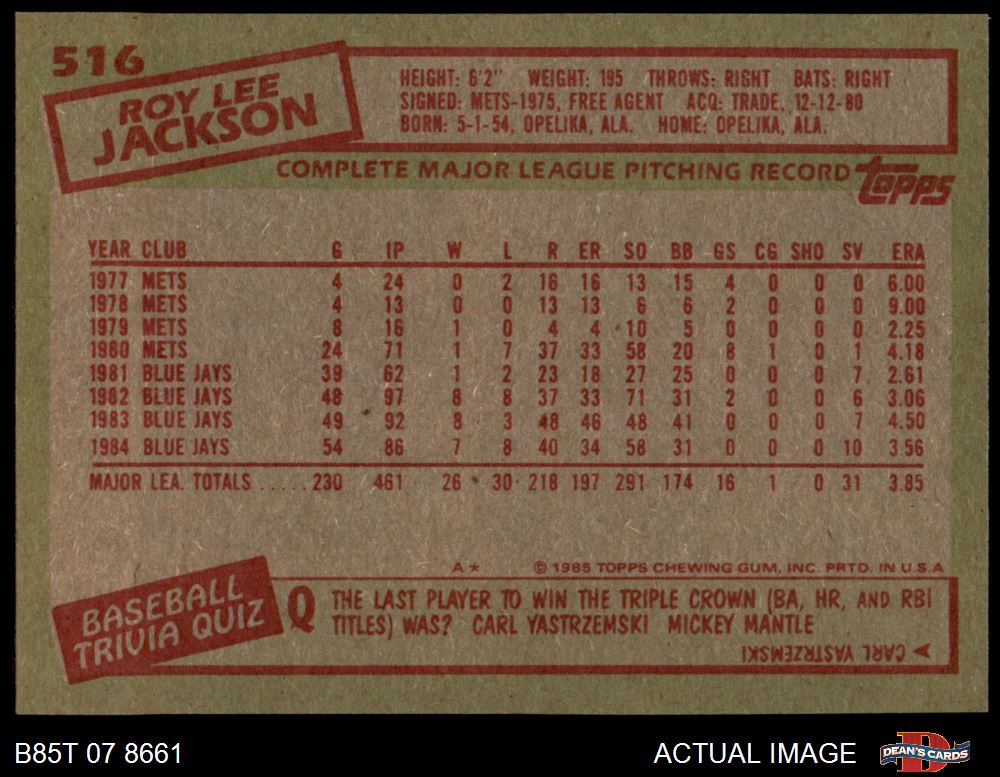 516
ROY LEE
JACKSON
HEIGHT: 6'2" WEIGHT: 195 THROWS: RIGHT BATS: RIGHT
SIGNED: METS-1975, FREE AGENT ACQ: TRADE, 12-12-80
BORN: 5-1-54, OPELIKA, ALA. HOME: OPELIKA, ALA.
COMPLETE MAJOR LEAGUE PITCHING RECORD topps
YEAR CLUB G IP W L R ER SO BB GS CG SHO SV ERA
1977 METS 4 24 0 2 16 16 13 15 4 0 0 0 6.00
1978 METS 4 13 0 0 13 13 6 6 2 0 0 0 9.00
1979 METS 8 16 1 0 4 4 10 5 0 0 0 0 2.25
1980 METS 24 71 1 7 37 33 58 20 8 1 0 1 4.18
1981 BLUE JAYS 39 62 1 2 23 18 27 25 0 0 0 7 2.61
1982 BLUE JAYS 48 97 8 8 37 33 71 31 2 0 0 6 3.06
1983 BLUE JAYS 49 92 8 3 48 46 48 41 0 0 0 7 4.50
1984 BLUE JAYS 54 86 7 8 40 34 58 31 0 0 0 10 3.56
MAJOR LEA. TOTALS ..... 230 461 26 30 218 197 291 174 16 1 0 31 3.85
A* © 1985 TOPPS CHEWING GUM, INC. PRTD. IN U.S.A
BASEBALL
TRIVIA QUIZ
Q THE LAST PLAYER TO WIN THE TRIPLE CROWN (BA, HR, AND RBI
TITLES) WAS? CARL YASTRZEMSKI MICKEY MANTLE
CARL YASTRZEMSKI
B85T 07 8661
ACTUAL IMAGE
D
DEAN'S CARDS